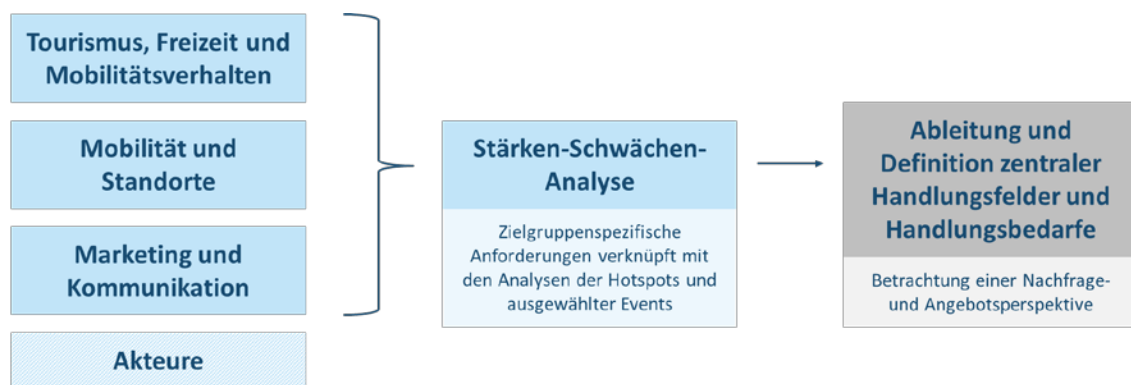 Tourismus, Freizeit und
Mobilitätsverhalten
Mobilität und
Standorte
Marketing und
Kommunikation
Akteure
Stärken-Schwächen-
Analyse
Zielgruppenspezifische
Anforderungen verknüpft mit
den Analysen der Hotspots und
ausgewählter Events
Ableitung und
Definition zentraler
Handlungsfelder und
Handlungsbedarfe
Betrachtung einer Nachfrage-
und Angebotsperspektive